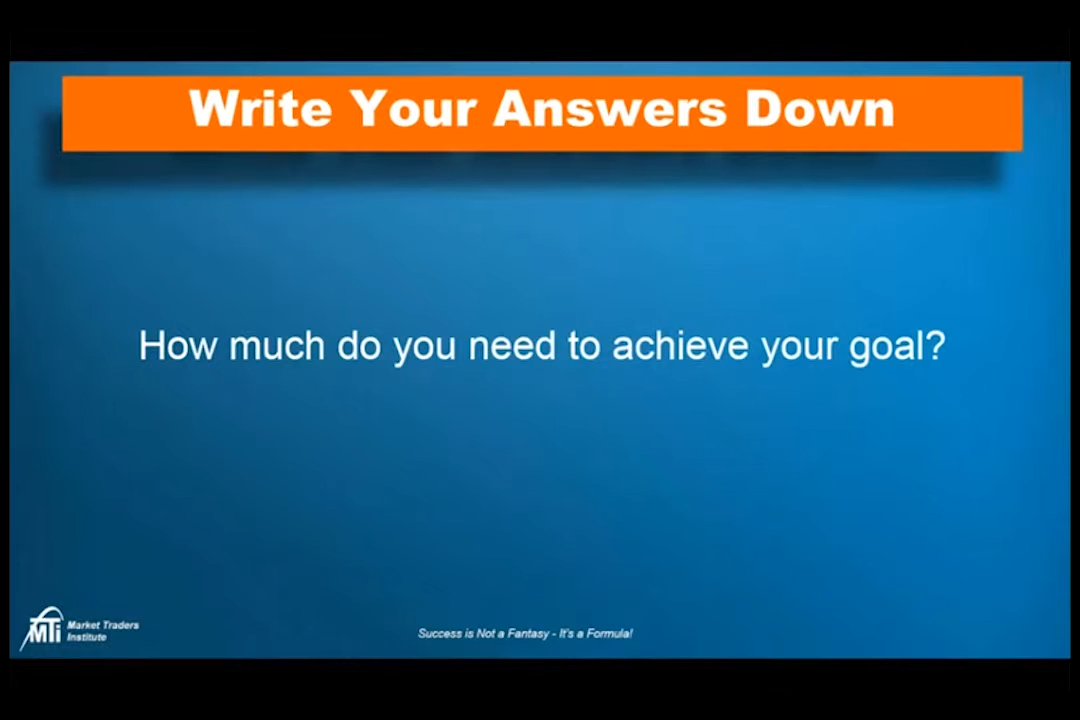 Write Your Answers Down
How much do you need to achieve your goal?
MTi
Market Traders
Institute
Success is Not a Fantasy - It's a Formula!